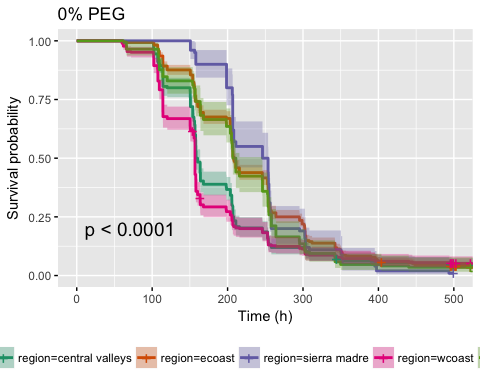 0% PEG
1.00
0.75
0.50
0.25
0.00
Survival probability
p < 0.0001
0 100 200 300 400 500
Time (h)
region=central valleys region=ecoast region=sierra madre region=wcoast